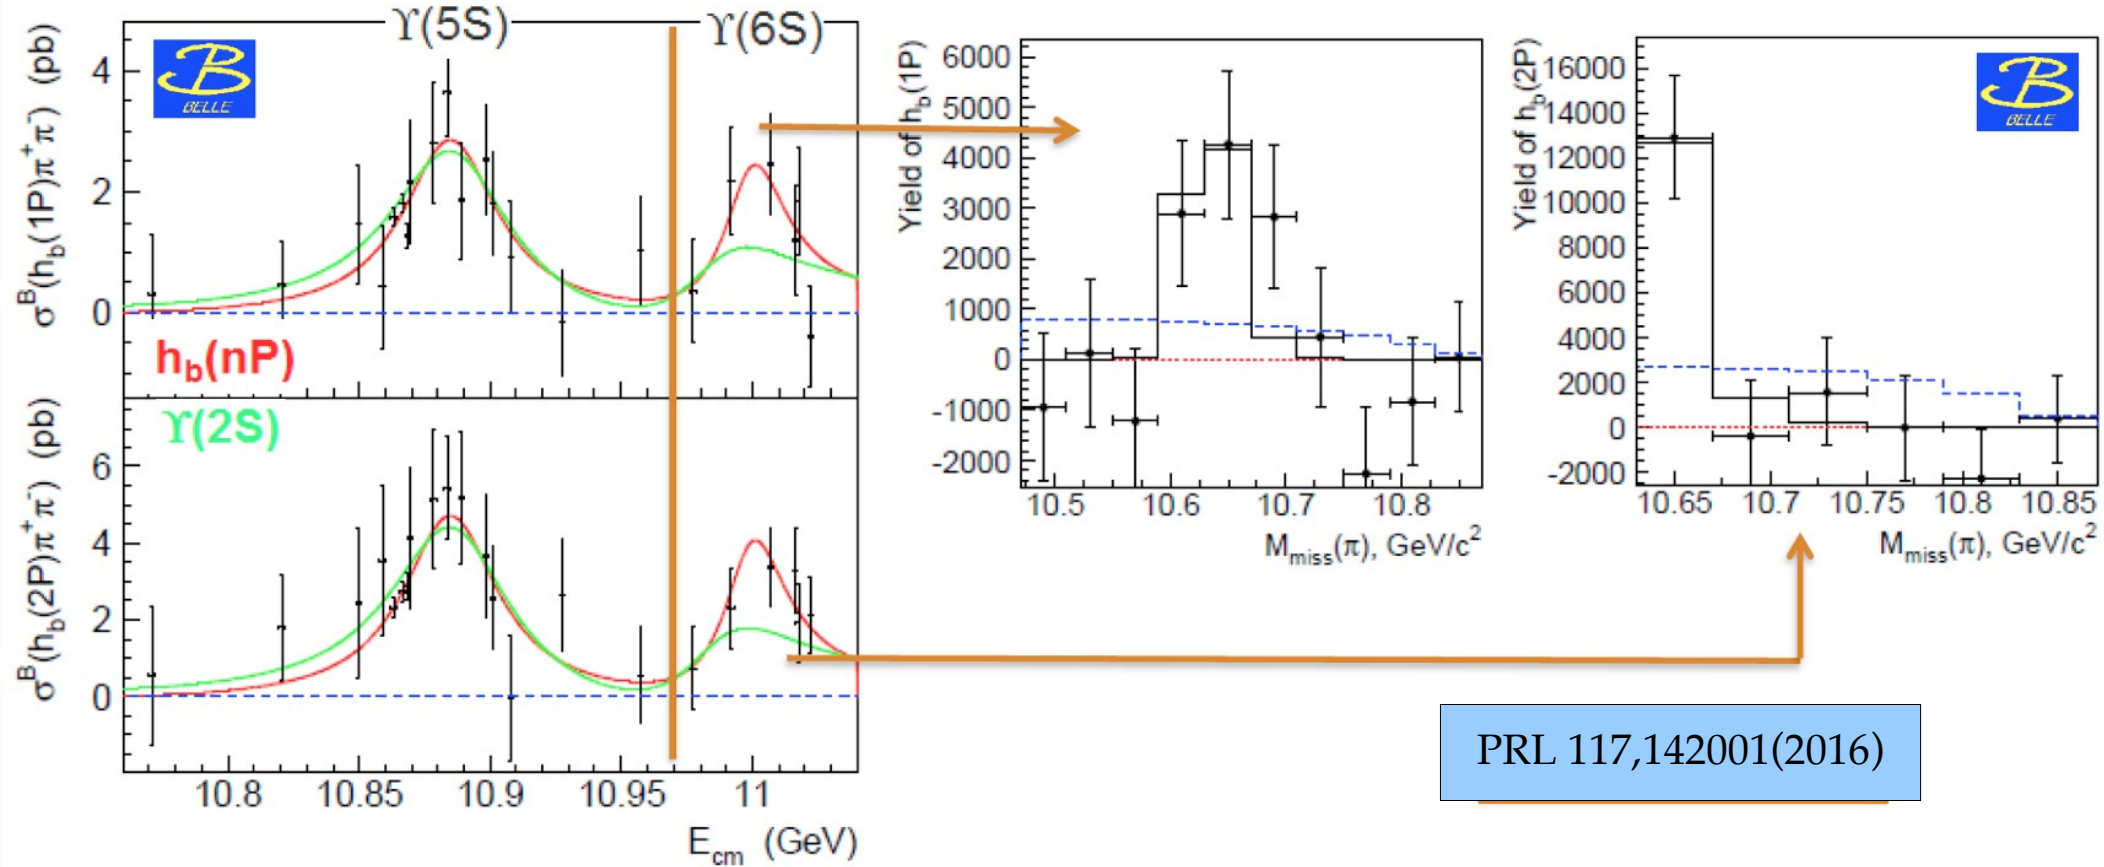 ϒ(5S) ϒ(6S)
σᴮ(h_b(1P)π⁺π⁻) (pb)
4
2
0
B
BELLE
h_b(nP)
σᴮ(h_b(2P)π⁺π⁻) (pb)
6
4
2
0
ϒ(2S)
10.8 10.85 10.9 10.95 11
E_cm (GeV)
Yield of h_b(1P)
6000
5000
4000
3000
2000
1000
0
-1000
-2000
10.5 10.6 10.7 10.8
M_miss(π), GeV/c²
Yield of h_b(2P)
16000
14000
12000
10000
8000
6000
4000
2000
0
-2000
B
BELLE
10.65 10.7 10.75 10.8 10.85
M_miss(π), GeV/c²
PRL 117,142001(2016)